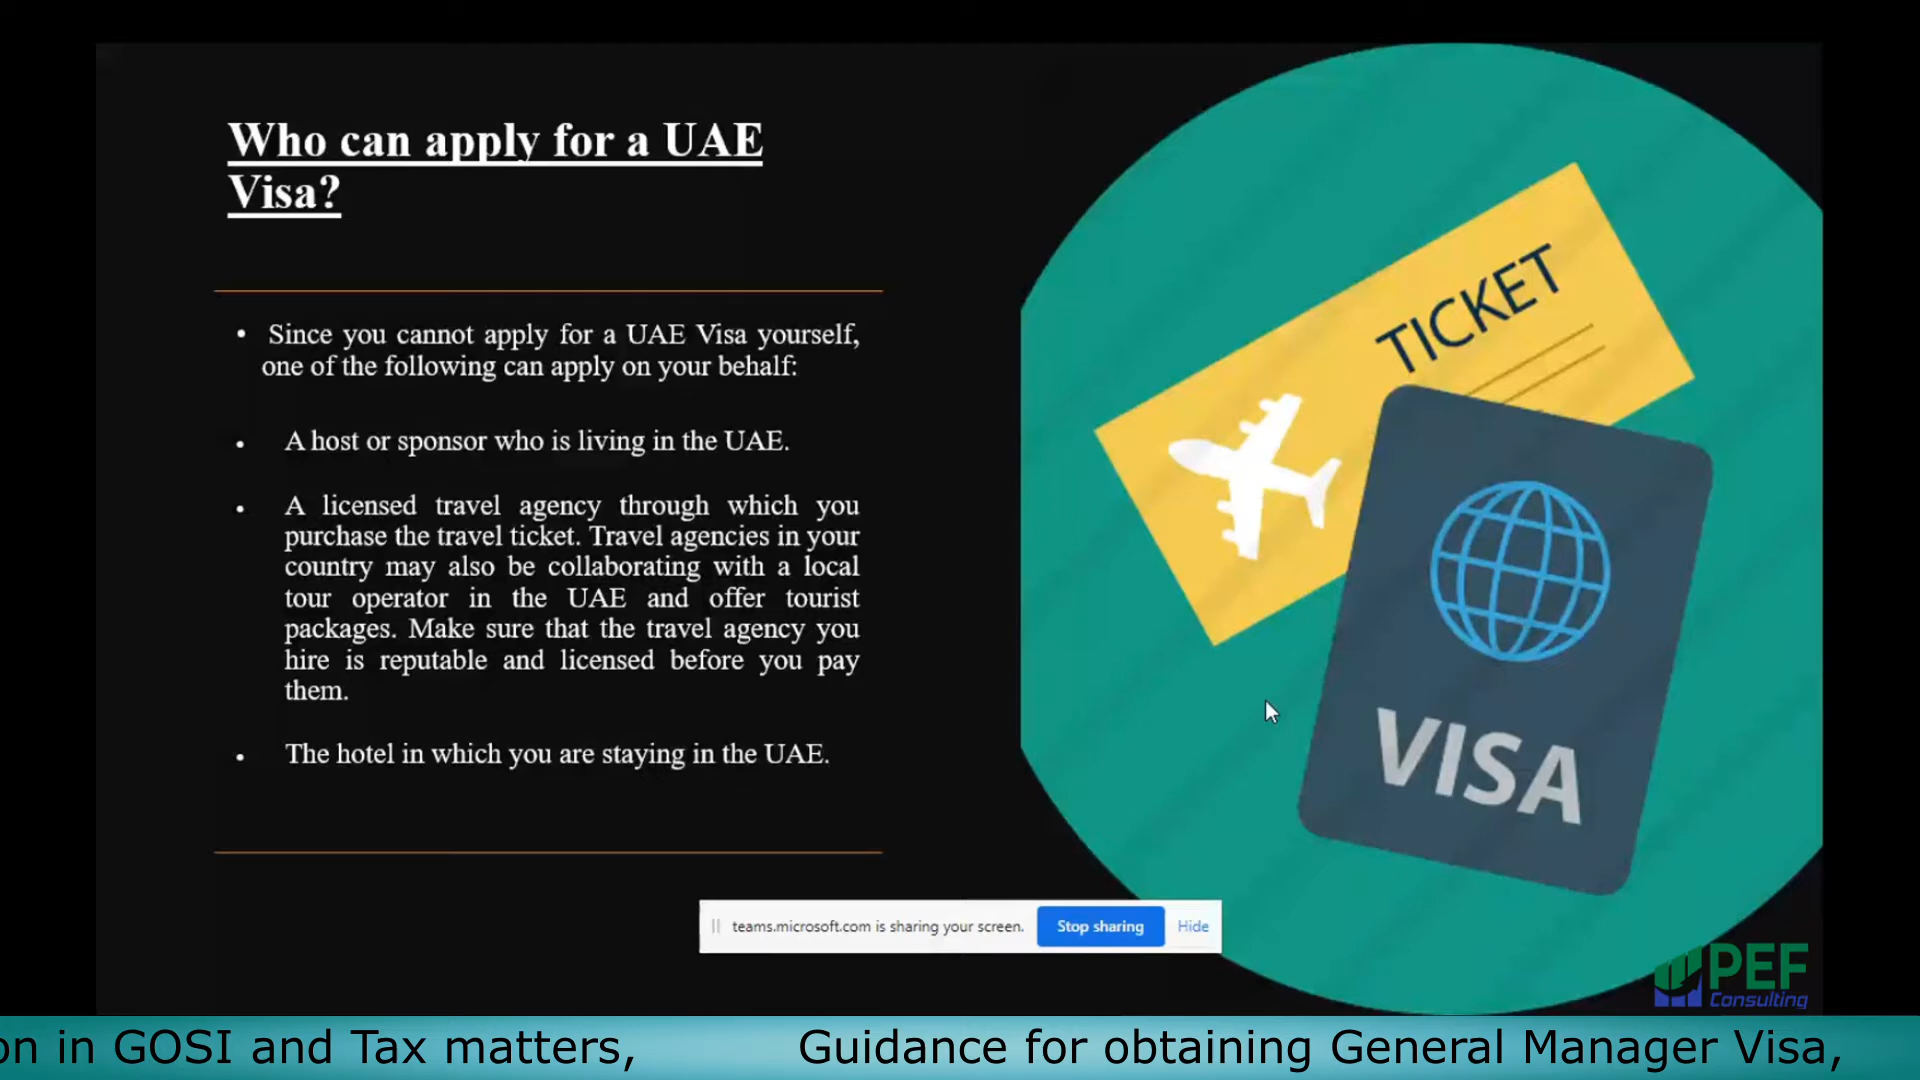 Who can apply for a UAE
Visa?
• Since you cannot apply for a UAE Visa yourself,
one of the following can apply on your behalf:
• A host or sponsor who is living in the UAE.
• A licensed travel agency through which you
purchase the travel ticket. Travel agencies in your
country may also be collaborating with a local
tour operator in the UAE and offer tourist
packages. Make sure that the travel agency you
hire is reputable and licensed before you pay
them.
• The hotel in which you are staying in the UAE.
TICKET
VISA
teams.microsoft.com is sharing your screen. Stop sharing Hide
PEF
Consulting
on in GOSI and Tax matters, Guidance for obtaining General Manager Visa,